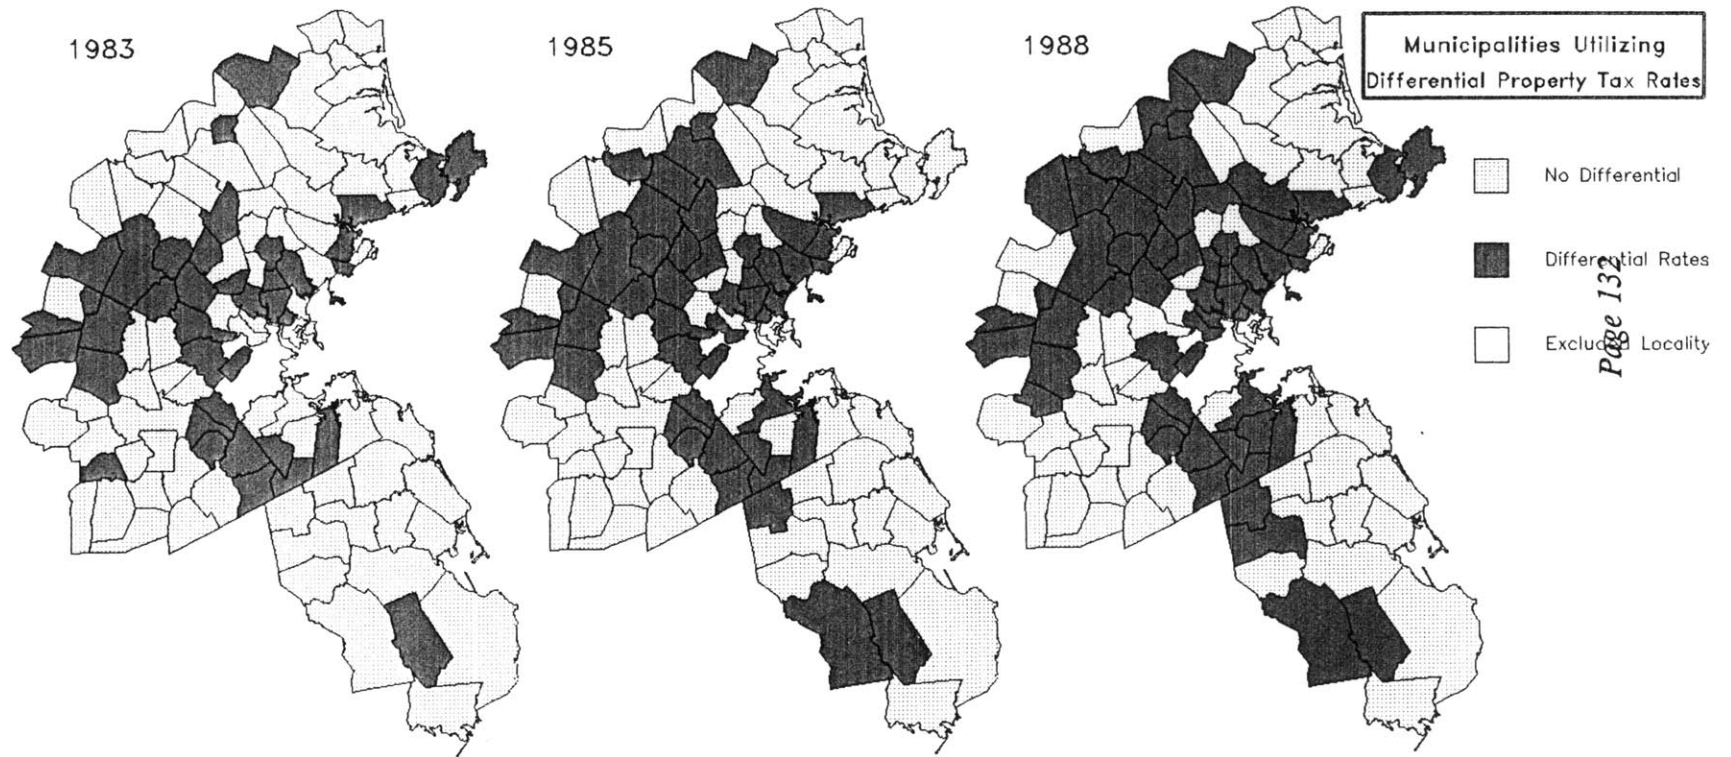 1983
1985
1988
Municipalities Utilizing
Differential Property Tax Rates
No Differential
Differential Rates
Excluded Locality
Page 132